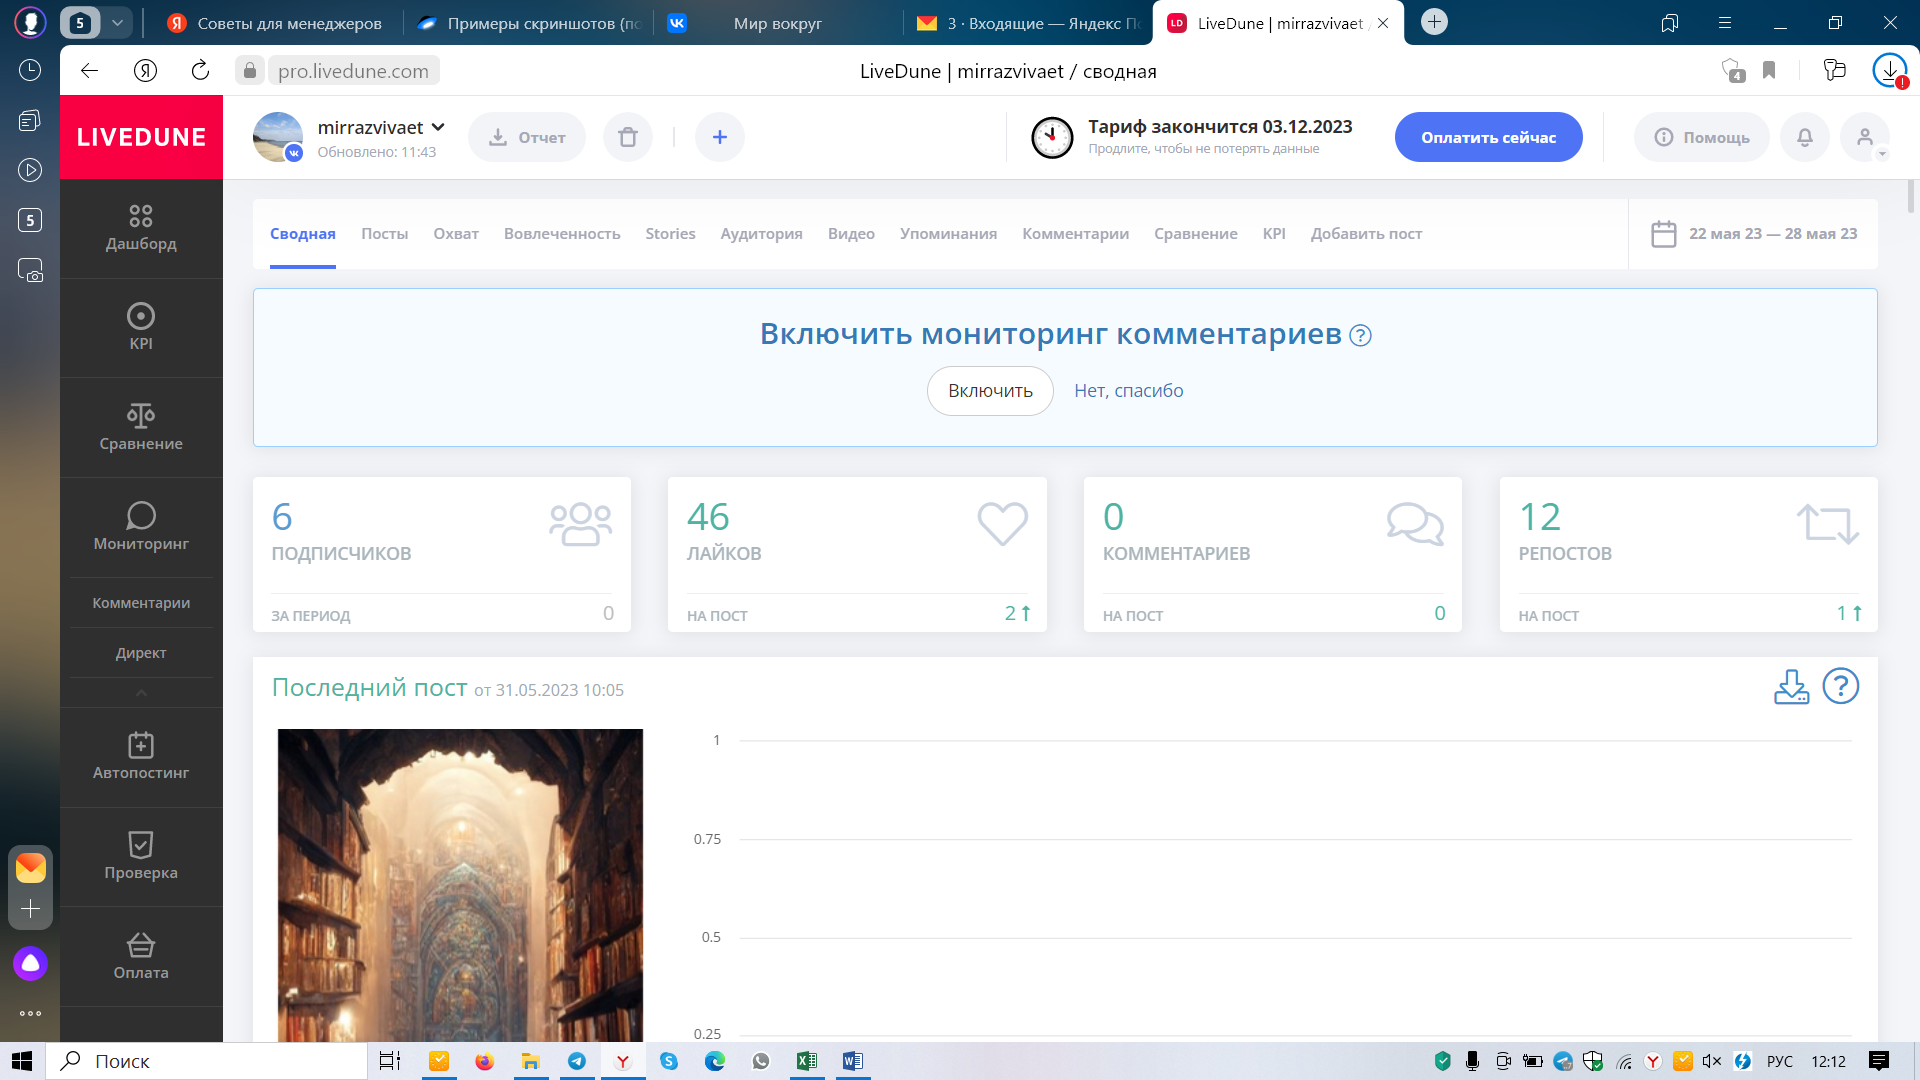 5
Советы для менеджеров
Примеры скриншотов (по
Мир вокруг
3 · Входящие — Яндекс По
LD
LiveDune | mirrazvivaet
pro.livedune.com
LiveDune | mirrazvivaet / сводная
4
5
LIVEDUNE
mirrazvivaet
Обновлено: 11:43
Отчет
Тариф закончится 03.12.2023
Продлите, чтобы не потерять данные
Оплатить сейчас
Помощь
Дашборд
KPI
Сравнение
Мониторинг
Комментарии
Директ
Автопостинг
Проверка
Оплата
Сводная
Посты
Охват
Вовлеченность
Stories
Аудитория
Видео
Упоминания
Комментарии
Сравнение
KPI
Добавить пост
22 мая 23 — 28 мая 23
Включить мониторинг комментариев ?
Включить
Нет, спасибо
6
ПОДПИСЧИКОВ
ЗА ПЕРИОД 0
46
ЛАЙКОВ
НА ПОСТ 2
0
КОММЕНТАРИЕВ
НА ПОСТ 0
12
РЕПОСТОВ
НА ПОСТ 1
Последний пост от 31.05.2023 10:05
?
1
0.75
0.5
0.25
Поиск
РУС
12:12